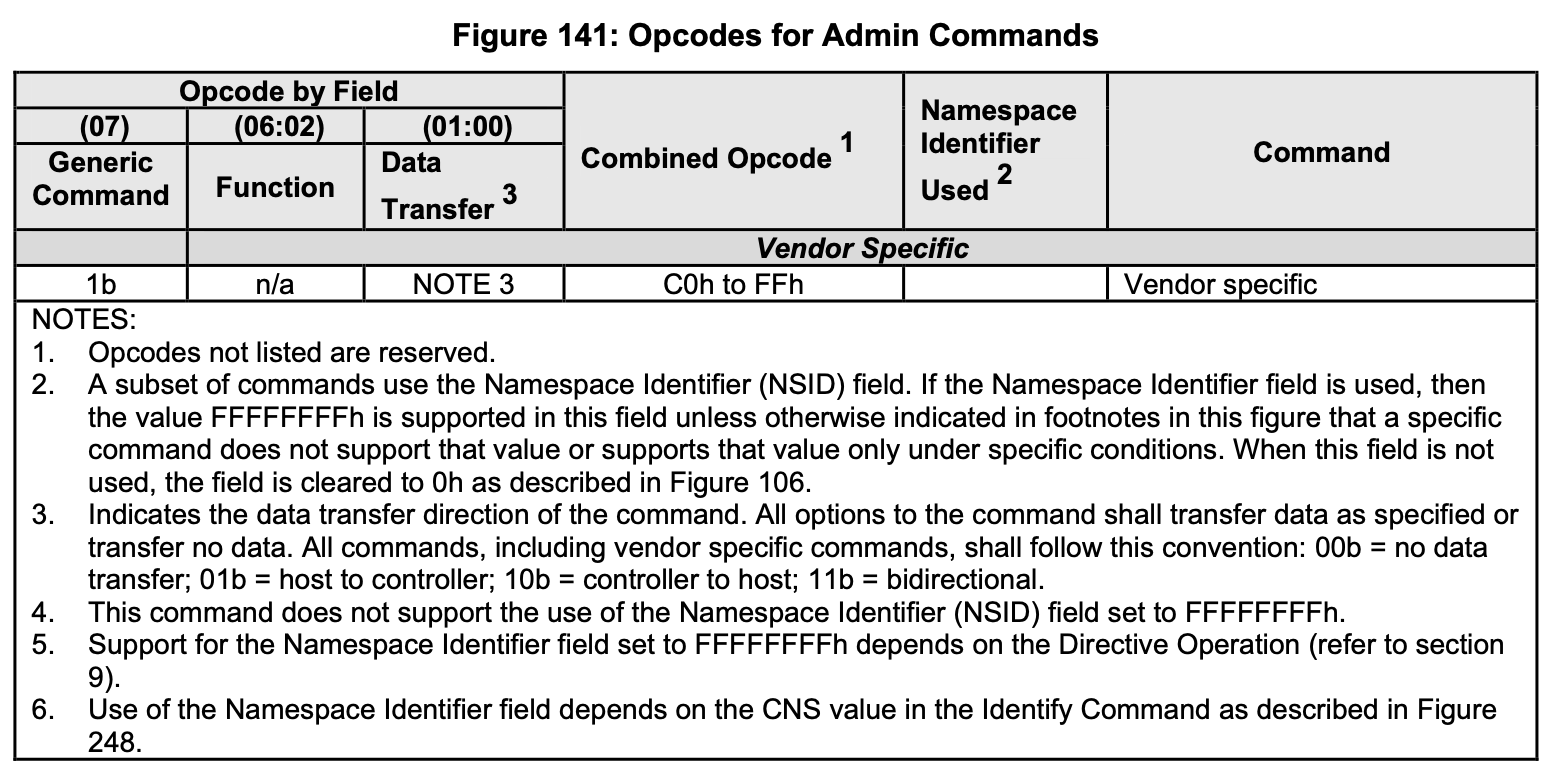 Figure 141: Opcodes for Admin Commands
Opcode by Field
(07) (06:02) (01:00)
Generic Command
Function
Data Transfer 3
Combined Opcode 1
Namespace Identifier Used 2
Command
Vendor Specific
1b n/a NOTE 3 C0h to FFh Vendor specific
NOTES:
1. Opcodes not listed are reserved.
2. A subset of commands use the Namespace Identifier (NSID) field. If the Namespace Identifier field is used, then
the value FFFFFFFFh is supported in this field unless otherwise indicated in footnotes in this figure that a specific
command does not support that value or supports that value only under specific conditions. When this field is not
used, the field is cleared to 0h as described in Figure 106.
3. Indicates the data transfer direction of the command. All options to the command shall transfer data as specified or
transfer no data. All commands, including vendor specific commands, shall follow this convention: 00b = no data
transfer; 01b = host to controller; 10b = controller to host; 11b = bidirectional.
4. This command does not support the use of the Namespace Identifier (NSID) field set to FFFFFFFFh.
5. Support for the Namespace Identifier field set to FFFFFFFFh depends on the Directive Operation (refer to section
9).
6. Use of the Namespace Identifier field depends on the CNS value in the Identify Command as described in Figure
248.